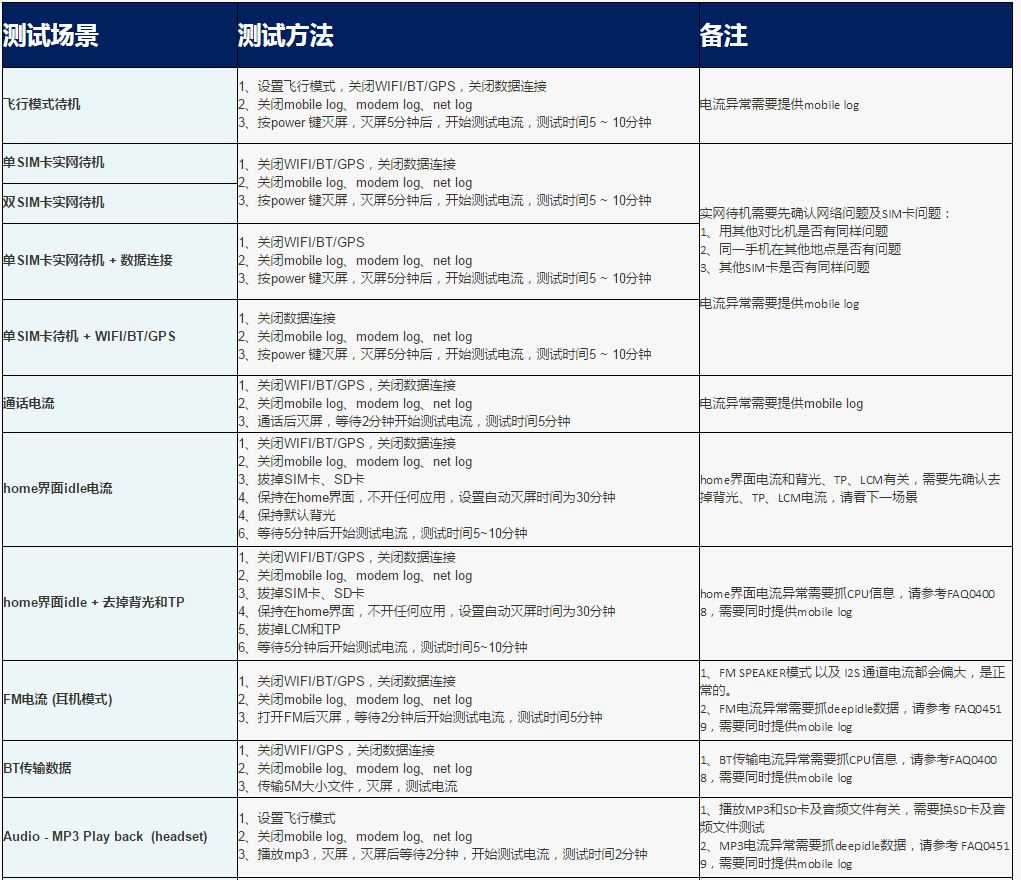 测试场景
测试方法
备注
飞行模式待机
1、设置飞行模式，关闭WIFI/BT/GPS，关闭数据连接
2、关闭mobile log、modem log、net log
3、按power 键灭屏，灭屏5分钟后，开始测试电流，测试时间5 ~ 10分钟
电流异常需要提供mobile log
单SIM卡实网待机
双SIM卡实网待机
1、关闭WIFI/BT/GPS，关闭数据连接
2、关闭mobile log、modem log、net log
3、按power 键灭屏，灭屏5分钟后，开始测试电流，测试时间5 ~ 10分钟
实网待机需要先确认网络问题及SIM卡问题：
1、用其他对比机是否有同样问题
2、同一手机在其他地点是否有问题
3、其他SIM卡是否有同样问题
电流异常需要提供mobile log
单SIM卡实网待机 + 数据连接
1、关闭WIFI/BT/GPS
2、关闭mobile log、modem log、net log
3、按power 键灭屏，灭屏5分钟后，开始测试电流，测试时间5 ~ 10分钟
单SIM卡待机 + WIFI/BT/GPS
1、关闭数据连接
2、关闭mobile log、modem log、net log
3、按power 键灭屏，灭屏5分钟后，开始测试电流，测试时间5 ~ 10分钟
通话电流
1、关闭WIFI/BT/GPS，关闭数据连接
2、关闭mobile log、modem log、net log
3、通话后灭屏，等待2分钟开始测试电流，测试时间5分钟
电流异常需要提供mobile log
home界面idle电流
1、关闭WIFI/BT/GPS，关闭数据连接
2、关闭mobile log、modem log、net log
3、拔掉SIM卡、SD卡
4、保持在home界面，不开任何应用，设置自动灭屏时间为30分钟
4、保持默认背光
6、等待5分钟后开始测试电流，测试时间5~10分钟
home界面电流和背光、TP、LCM有关，需要先确认去
掉背光、TP、LCM电流，请看下一场景
home界面idle + 去掉背光和TP
1、关闭WIFI/BT/GPS，关闭数据连接
2、关闭mobile log、modem log、net log
3、拔掉SIM卡、SD卡
4、保持在home界面，不开任何应用，设置自动灭屏时间为30分钟
5、拔掉LCM和TP
6、等待5分钟后开始测试电流，测试时间5~10分钟
home界面电流异常需要抓CPU信息，请参考FAQ0400
8，需要同时提供mobile log
FM电流 (耳机模式)
1、关闭WIFI/BT/GPS，关闭数据连接
2、关闭mobile log、modem log、net log
3、打开FM后灭屏，等待2分钟后开始测试电流，测试时间5分钟
1、FM SPEAKER模式 以及 I2S 通道电流都会偏大，是正
常的。
2、FM电流异常需要抓deepidle数据，请参考 FAQ0451
9，需要同时提供mobile log
BT传输数据
1、关闭WIFI/GPS，关闭数据连接
2、关闭mobile log、modem log、net log
3、传输5M大小文件，灭屏，测试电流
1、BT传输电流异常需要抓CPU信息，请参考FAQ0400
8，需要同时提供mobile log
Audio - MP3 Play back (headset)
1、设置飞行模式
2、关闭mobile log、modem log、net log
3、播放mp3，灭屏，灭屏后等待2分钟，开始测试电流，测试时间2分钟
1、播放MP3和SD卡及音频文件有关，需要换SD卡及音
频文件测试
2、MP3电流异常需要抓deepidle数据，请参考 FAQ0451
9，需要同时提供mobile log